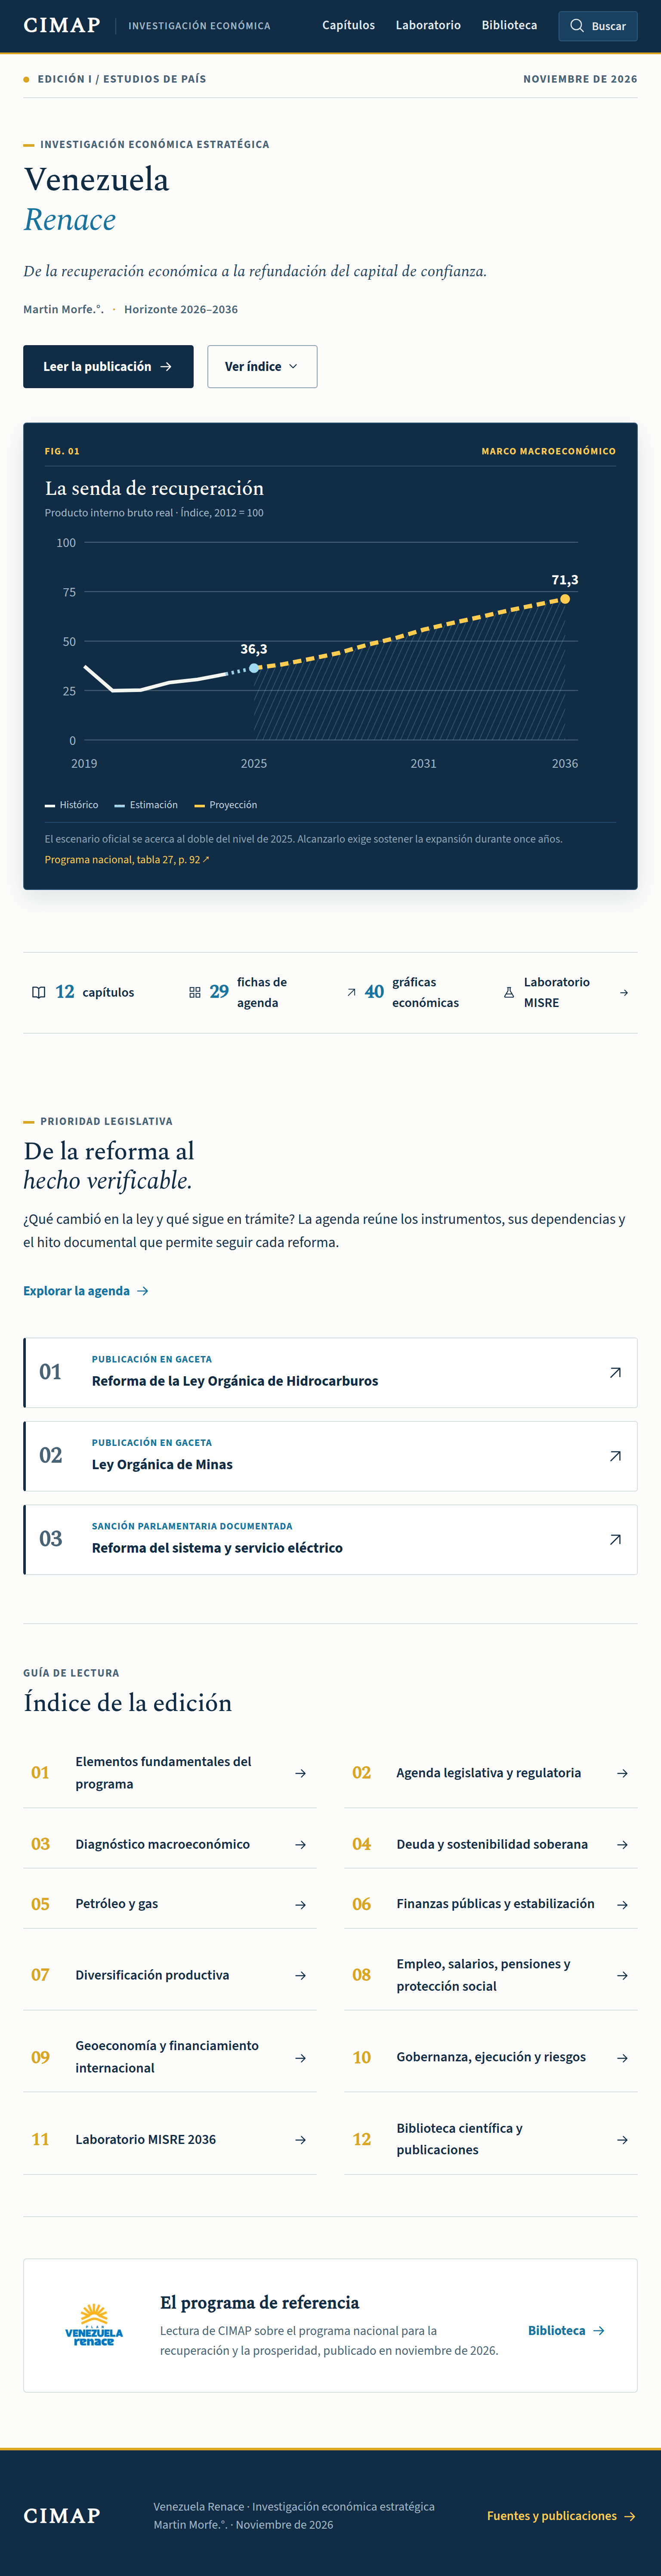 CIMAP
INVESTIGACIÓN ECONÓMICA
Capítulos
Laboratorio
Biblioteca
Buscar
EDICIÓN I / ESTUDIOS DE PAÍS
NOVIEMBRE DE 2026
INVESTIGACIÓN ECONÓMICA ESTRATÉGICA
Venezuela
Renace
De la recuperación económica a la refundación del capital de confianza.
Martin Morfe.°. · Horizonte 2026–2036
Leer la publicación →
Ver índice
FIG. 01
MARCO MACROECONÓMICO
La senda de recuperación
Producto interno bruto real · Índice, 2012 = 100
100
75
50
25
0
36,3
71,3
2019
2025
2031
2036
Histórico
Estimación
Proyección
El escenario oficial se acerca al doble del nivel de 2025. Alcanzarlo exige sostener la expansión durante once años.
Programa nacional, tabla 27, p. 92 ↗
12 capítulos
29 fichas de
agenda
40 gráficas
económicas
Laboratorio
MISRE →
PRIORIDAD LEGISLATIVA
De la reforma al
hecho verificable.
¿Qué cambió en la ley y qué sigue en trámite? La agenda reúne los instrumentos, sus dependencias y
el hito documental que permite seguir cada reforma.
Explorar la agenda →
01
PUBLICACIÓN EN GACETA
Reforma de la Ley Orgánica de Hidrocarburos
02
PUBLICACIÓN EN GACETA
Ley Orgánica de Minas
03
SANCIÓN PARLAMENTARIA DOCUMENTADA
Reforma del sistema y servicio eléctrico
GUÍA DE LECTURA
Índice de la edición
01 Elementos fundamentales del
programa →
02 Agenda legislativa y regulatoria →
03 Diagnóstico macroeconómico →
04 Deuda y sostenibilidad soberana →
05 Petróleo y gas →
06 Finanzas públicas y estabilización →
07 Diversificación productiva →
08 Empleo, salarios, pensiones y
protección social →
09 Geoeconomía y financiamiento
internacional →
10 Gobernanza, ejecución y riesgos →
11 Laboratorio MISRE 2036 →
12 Biblioteca científica y
publicaciones →
VENEZUELA
renace
El programa de referencia
Lectura de CIMAP sobre el programa nacional para la
recuperación y la prosperidad, publicado en noviembre de 2026.
Biblioteca →
CIMAP
Venezuela Renace · Investigación económica estratégica
Martin Morfe.°. · Noviembre de 2026
Fuentes y publicaciones →